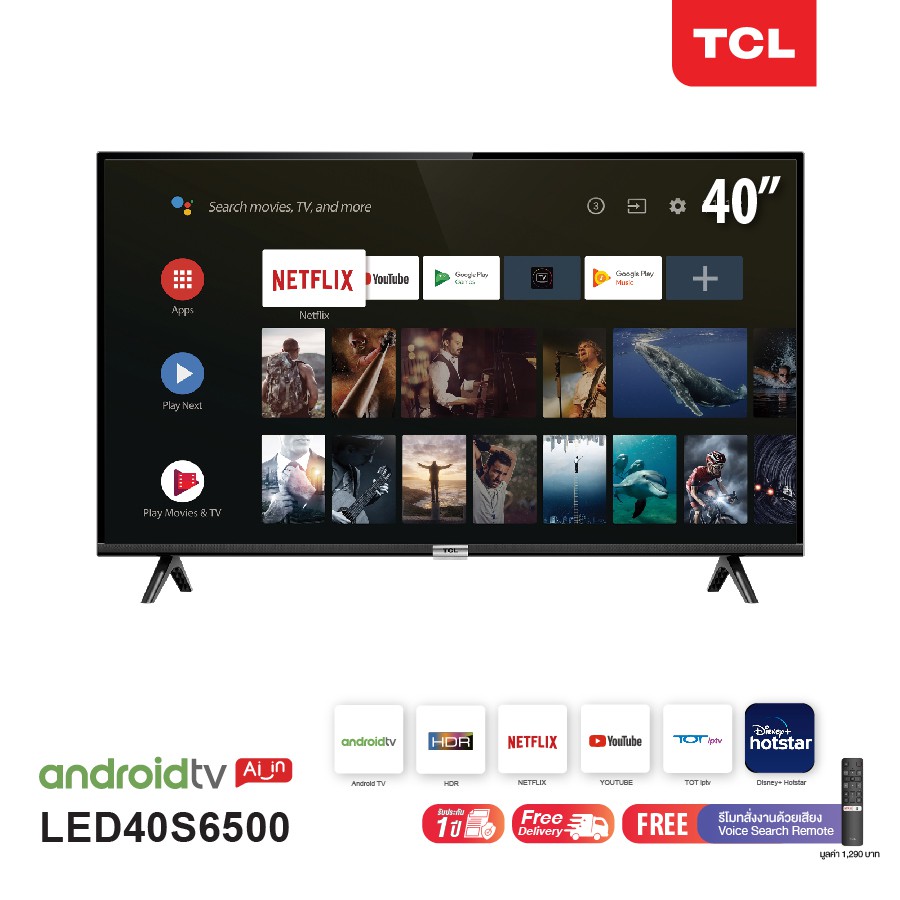 TCL
40"
Search movies, TV, and more
3
NETFLIX
YouTube
Google Play
Games
Google Play
Music
Apps
Netflix
Play Next
Play Movies & TV
TCL
androidtv
HDR
NETFLIX
YouTube
TOT iptv
Disney+
hotstar
Android TV
HDR
NETFLIX
YOUTUBE
TOT iptv
Disney+ Hotstar
androidtv Ai_in
LED40S6500
รับประกัน
1 ปี
Free
Delivery
FREE
รีโมทสั่งงานด้วยเสียง
Voice Search Remote
มูลค่า 1,290 บาท